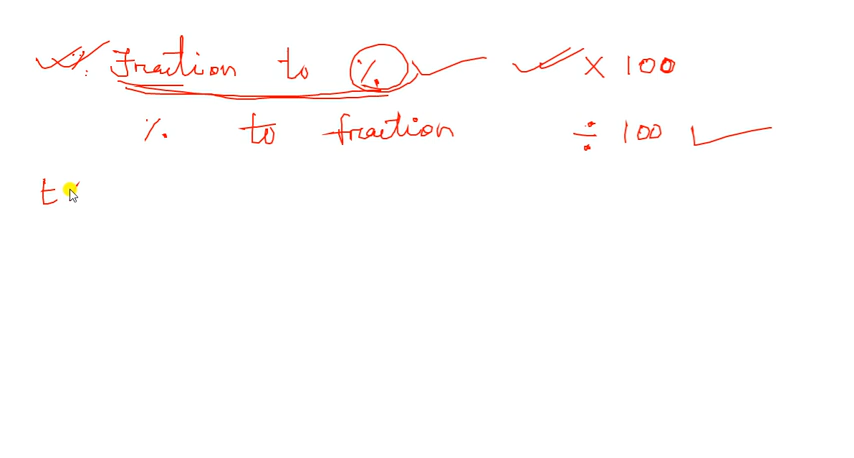 Fraction to % × 100
% to fraction ÷ 100